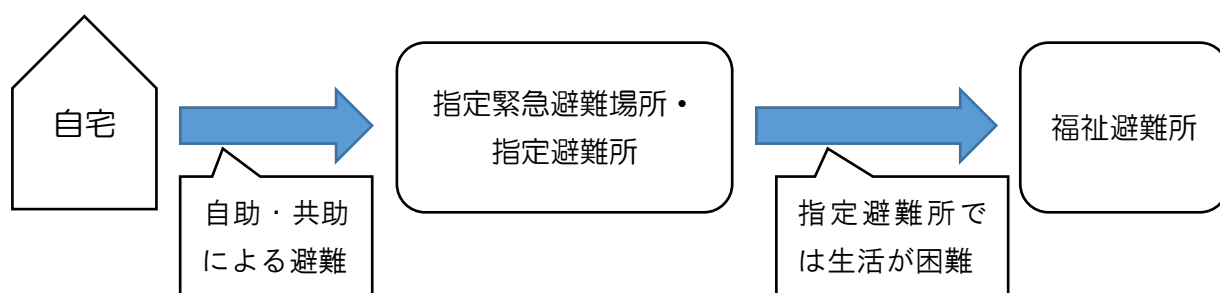 自宅
指定緊急避難場所・
指定避難所
福祉避難所
自助・共助
による避難
指定避難所で
は生活が困難